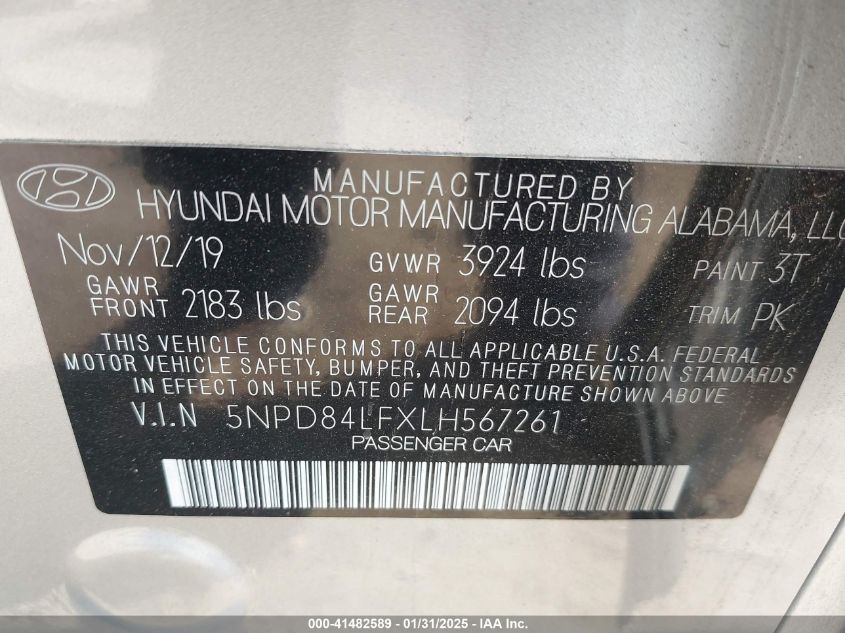 MANUFACTURED BY
HYUNDAI MOTOR MANUFACTURING ALABAMA, LLC
Nov/12/19 GVWR 3924 lbs PAINT 3T
GAWR FRONT 2183 lbs GAWR REAR 2094 lbs TRIM PK
THIS VEHICLE CONFORMS TO ALL APPLICABLE U.S.A. FEDERAL
MOTOR VEHICLE SAFETY, BUMPER, AND THEFT PREVENTION STANDARDS
IN EFFECT ON THE DATE OF MANUFACTURE SHOWN ABOVE.
V.I.N 5NPD84LFXLH567261
PASSENGER CAR
000-41482589 - 01/31/2025 - IAA Inc.